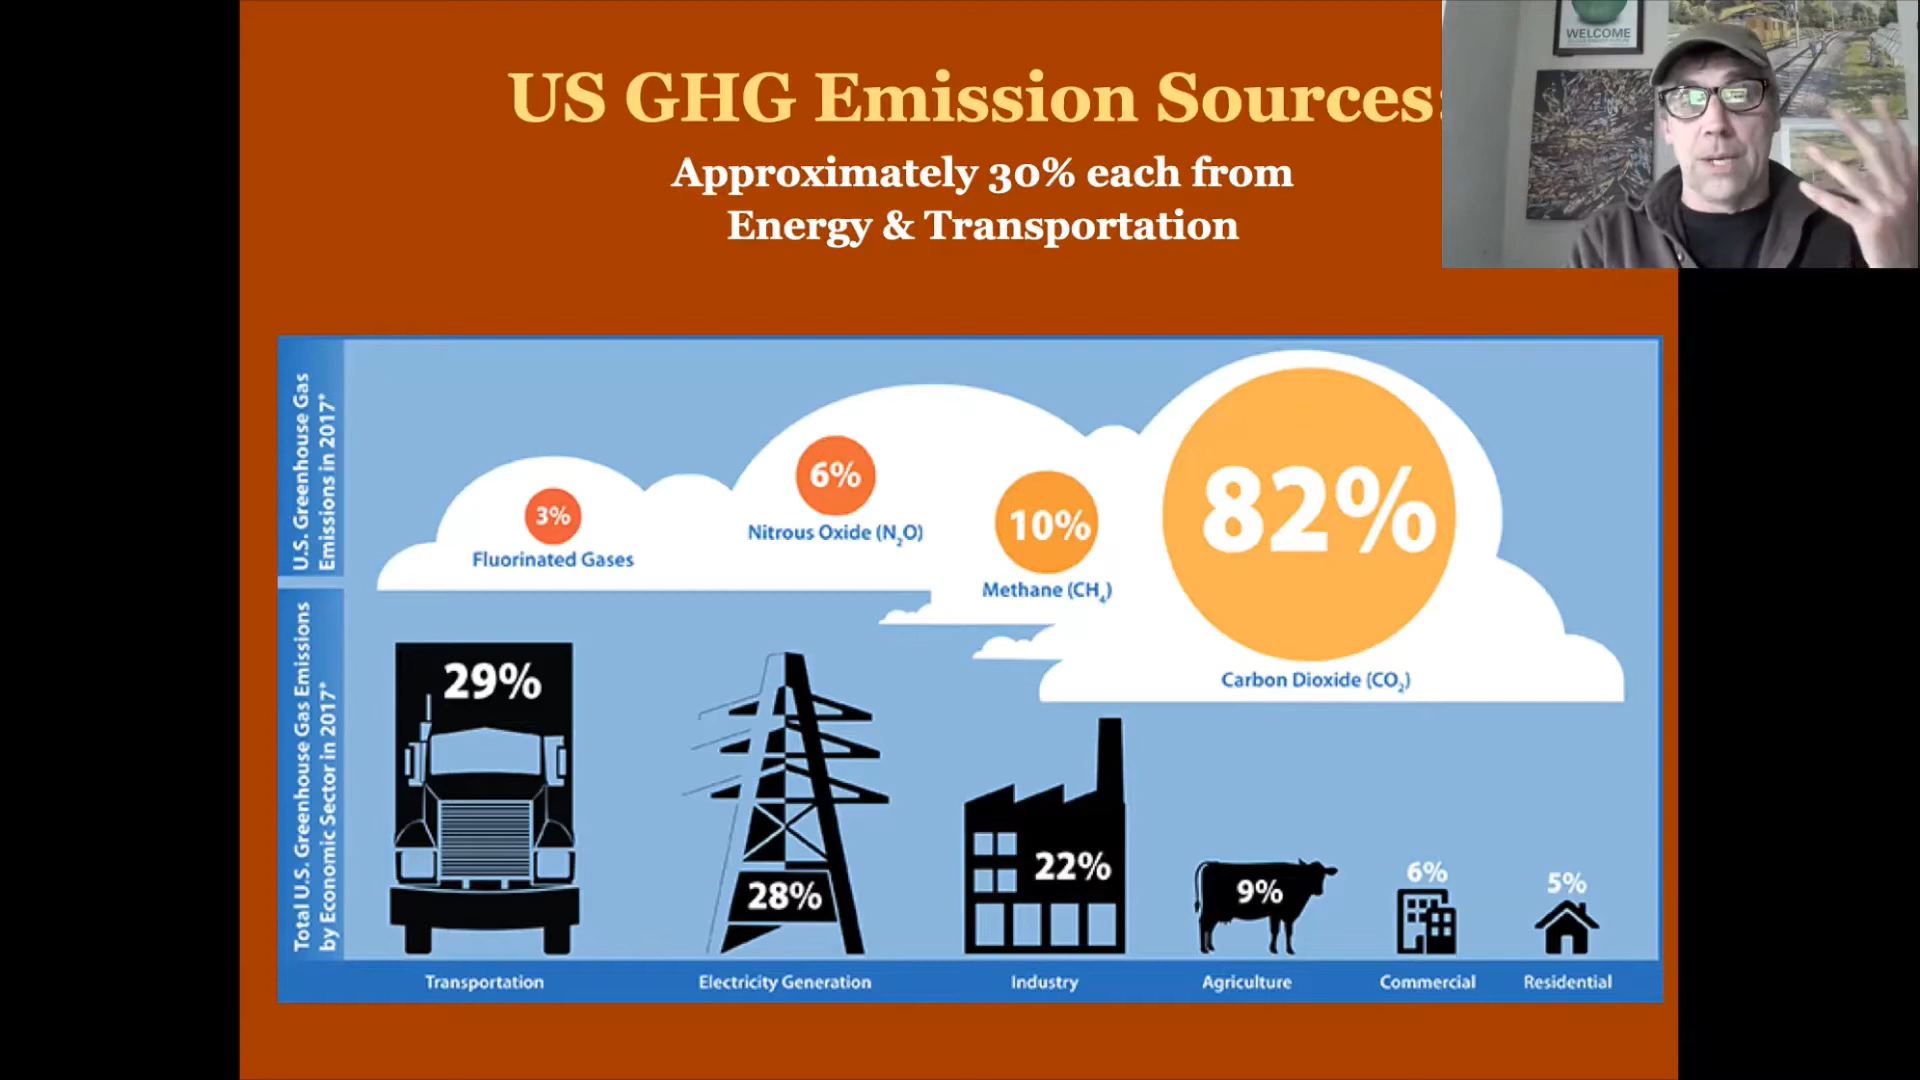 US GHG Emission Sources:
Approximately 30% each from
Energy & Transportation
WELCOME
U.S. Greenhouse Gas
Emissions in 2017*
3%
Fluorinated Gases
6%
Nitrous Oxide (N₂O)
10%
Methane (CH₄)
82%
Carbon Dioxide (CO₂)
Total U.S. Greenhouse Gas Emissions
by Economic Sector in 2017*
29%
28%
22%
9%
6%
5%
Transportation
Electricity Generation
Industry
Agriculture
Commercial
Residential